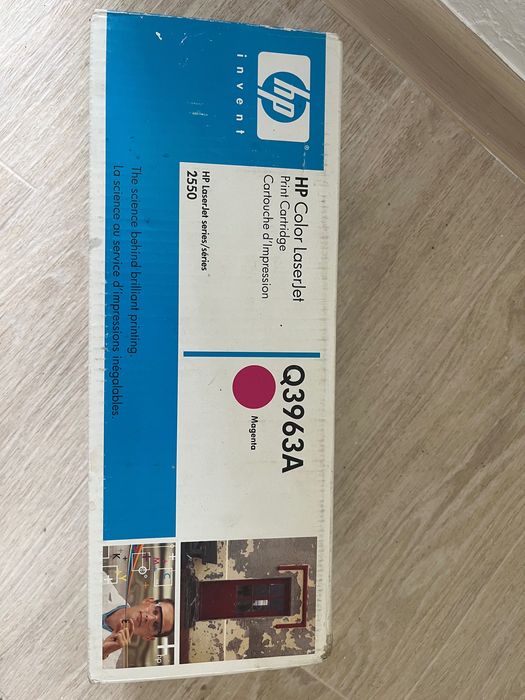 hp
®
invent
HP Color LaserJet
Print Cartridge
Cartouche d'Impression
HP LaserJet series/séries
2550
Q3963A
Magenta
The science behind brilliant printing.
La science au service d'impressions inégalables.
C
M
Y
K
hp